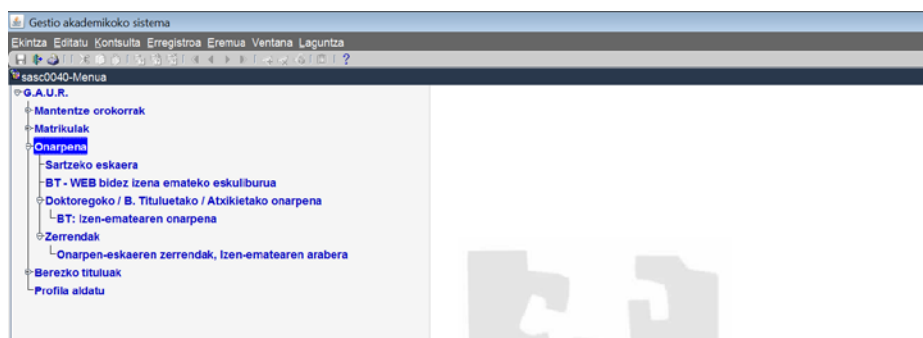 Gestio akademikoko sistema
Ekintza Editatu Kontsulta Erregistroa Eremua Ventana Laguntza
?
sasc0040-Menua
G.A.U.R.
Mantentze orokorrak
Matrikulak
Onarpena
Sartzeko eskaera
BT - WEB bidez izena emateko eskuliburua
Doktoregoko / B. Tituluetako / Atxikietako onarpena
BT: Izen-ematearen onarpena
Zerrendak
Onarpen-eskaeren zerrendak, Izen-ematearen arabera
Berezko tituluak
Profila aldatu